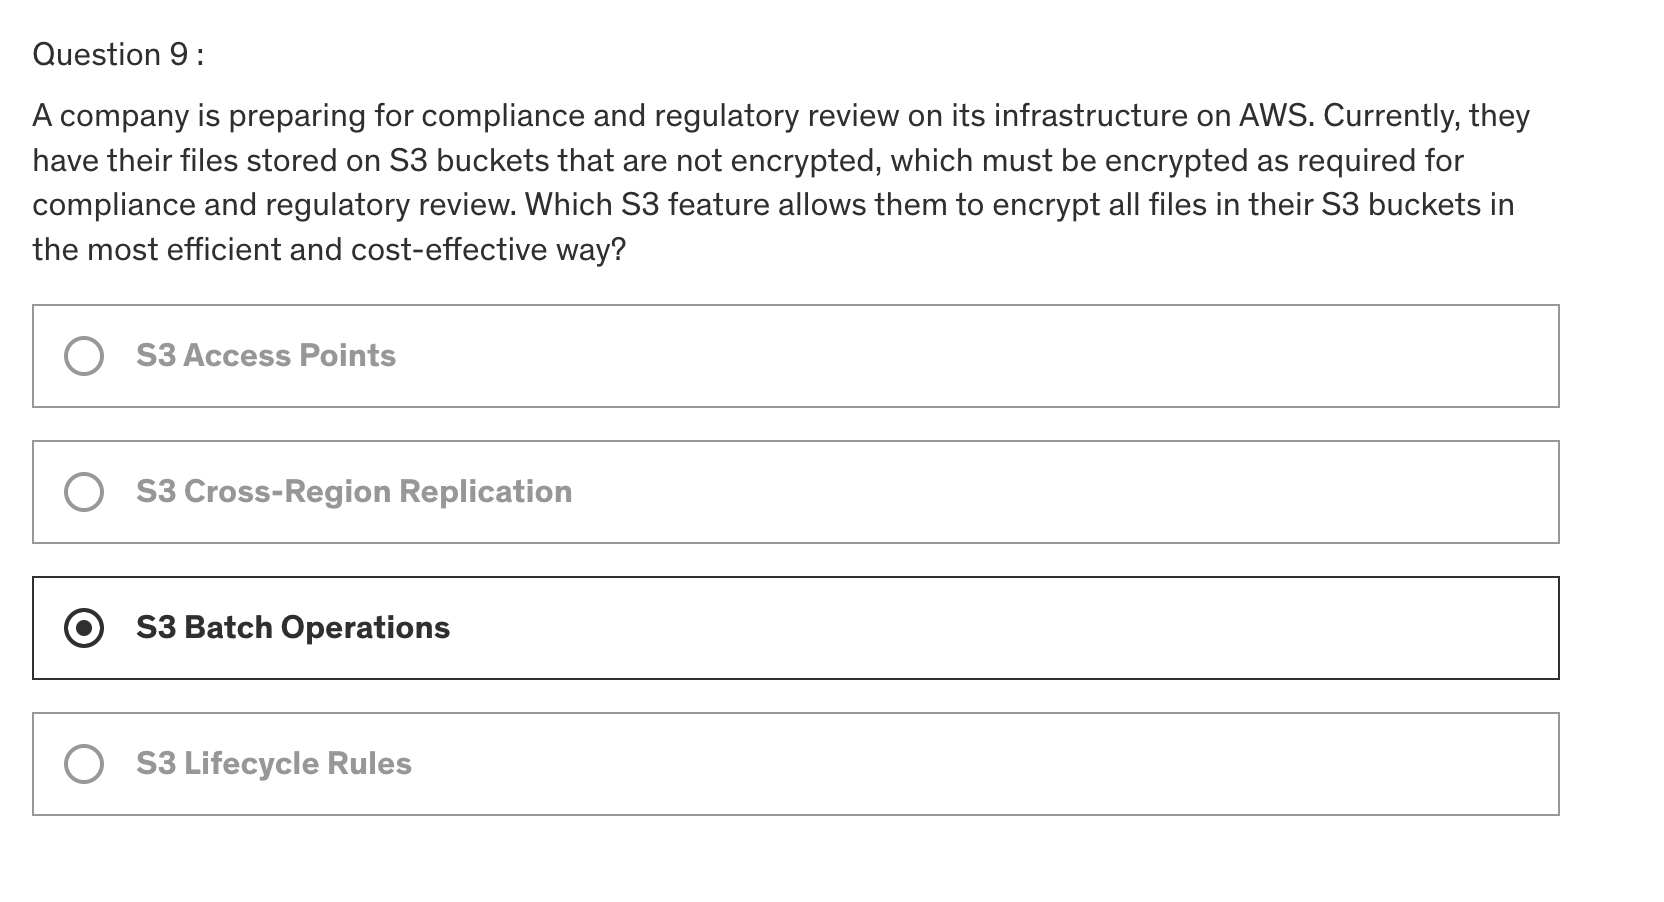 Question 9 :
A company is preparing for compliance and regulatory review on its infrastructure on AWS. Currently, they
have their files stored on S3 buckets that are not encrypted, which must be encrypted as required for
compliance and regulatory review. Which S3 feature allows them to encrypt all files in their S3 buckets in
the most efficient and cost-effective way?
S3 Access Points
S3 Cross-Region Replication
S3 Batch Operations
S3 Lifecycle Rules